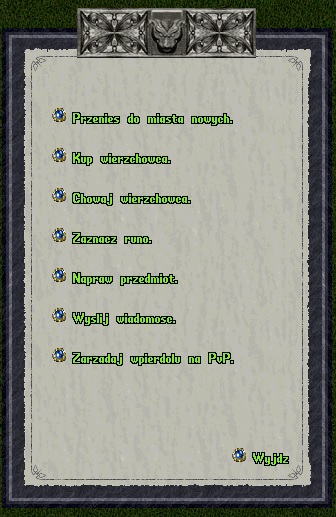 Przenies do miasta nowych.
Kup wierzchowca.
Chowaj wierzchowca.
Zaznacz runo.
Napraw przedmiot.
Wyslij wiadomosc.
Zarzadaj wpierdolu na PvP.
Wyjdz